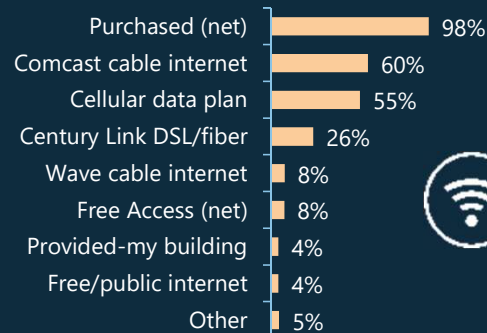 Purchased (net) 98%
Comcast cable internet 60%
Cellular data plan 55%
Century Link DSL/fiber 26%
Wave cable internet 8%
Free Access (net) 8%
Provided-my building 4%
Free/public internet 4%
Other 5%